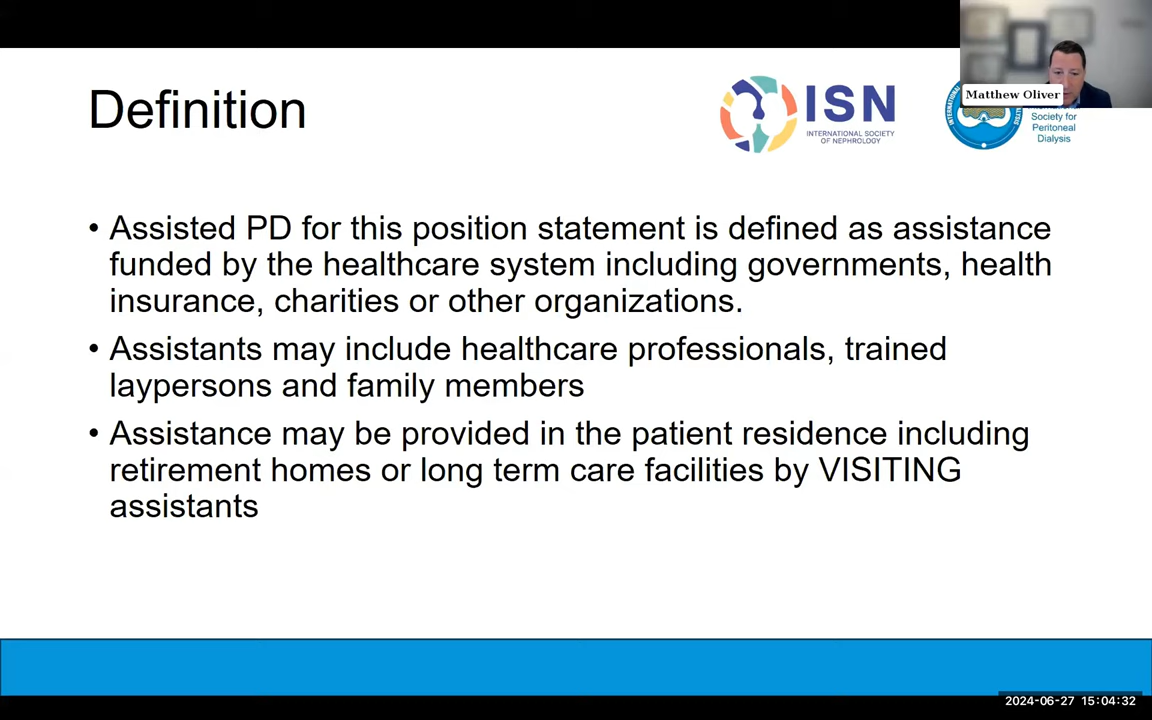 Definition
ISN
INTERNATIONAL SOCIETY
OF NEPHROLOGY
INTERNATIONAL
Society for
Peritoneal
Dialysis
Matthew Oliver
• Assisted PD for this position statement is defined as assistance
funded by the healthcare system including governments, health
insurance, charities or other organizations.
• Assistants may include healthcare professionals, trained
laypersons and family members
• Assistance may be provided in the patient residence including
retirement homes or long term care facilities by VISITING
assistants
2024-06-27 15:04:32